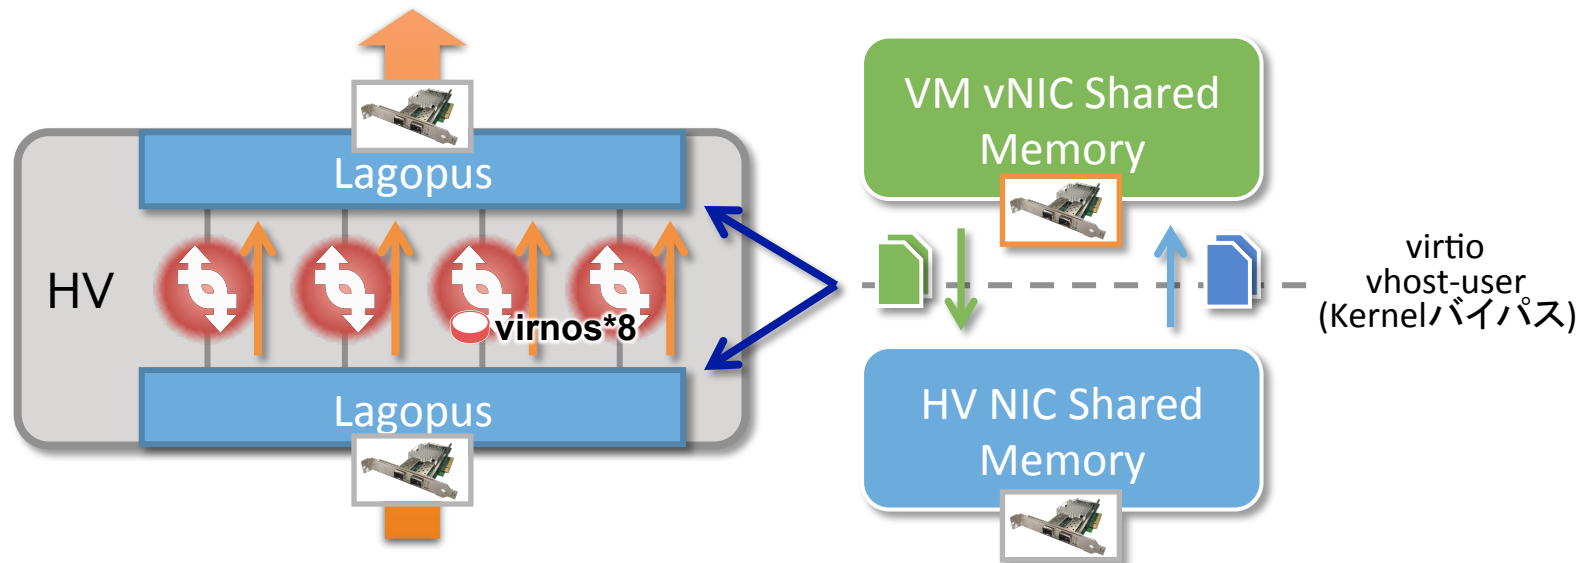 Lagopus
HV
virnos*8
Lagopus
VM vNIC Shared
Memory
HV NIC Shared
Memory
virtio
vhost-user
(Kernelバイパス)